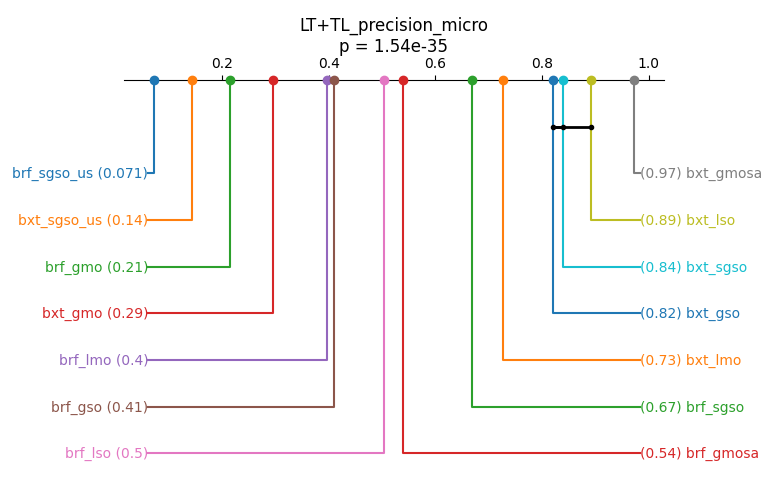 LT+TL_precision_micro
p = 1.54e-35
0.2 0.4 0.6 0.8 1.0
brf_sgso_us (0.071) (0.97) bxt_gmosa
bxt_sgso_us (0.14) (0.89) bxt_lso
brf_gmo (0.21) (0.84) bxt_sgso
bxt_gmo (0.29) (0.82) bxt_gso
brf_lmo (0.4) (0.73) bxt_lmo
brf_gso (0.41) (0.67) brf_sgso
brf_lso (0.5) (0.54) brf_gmosa